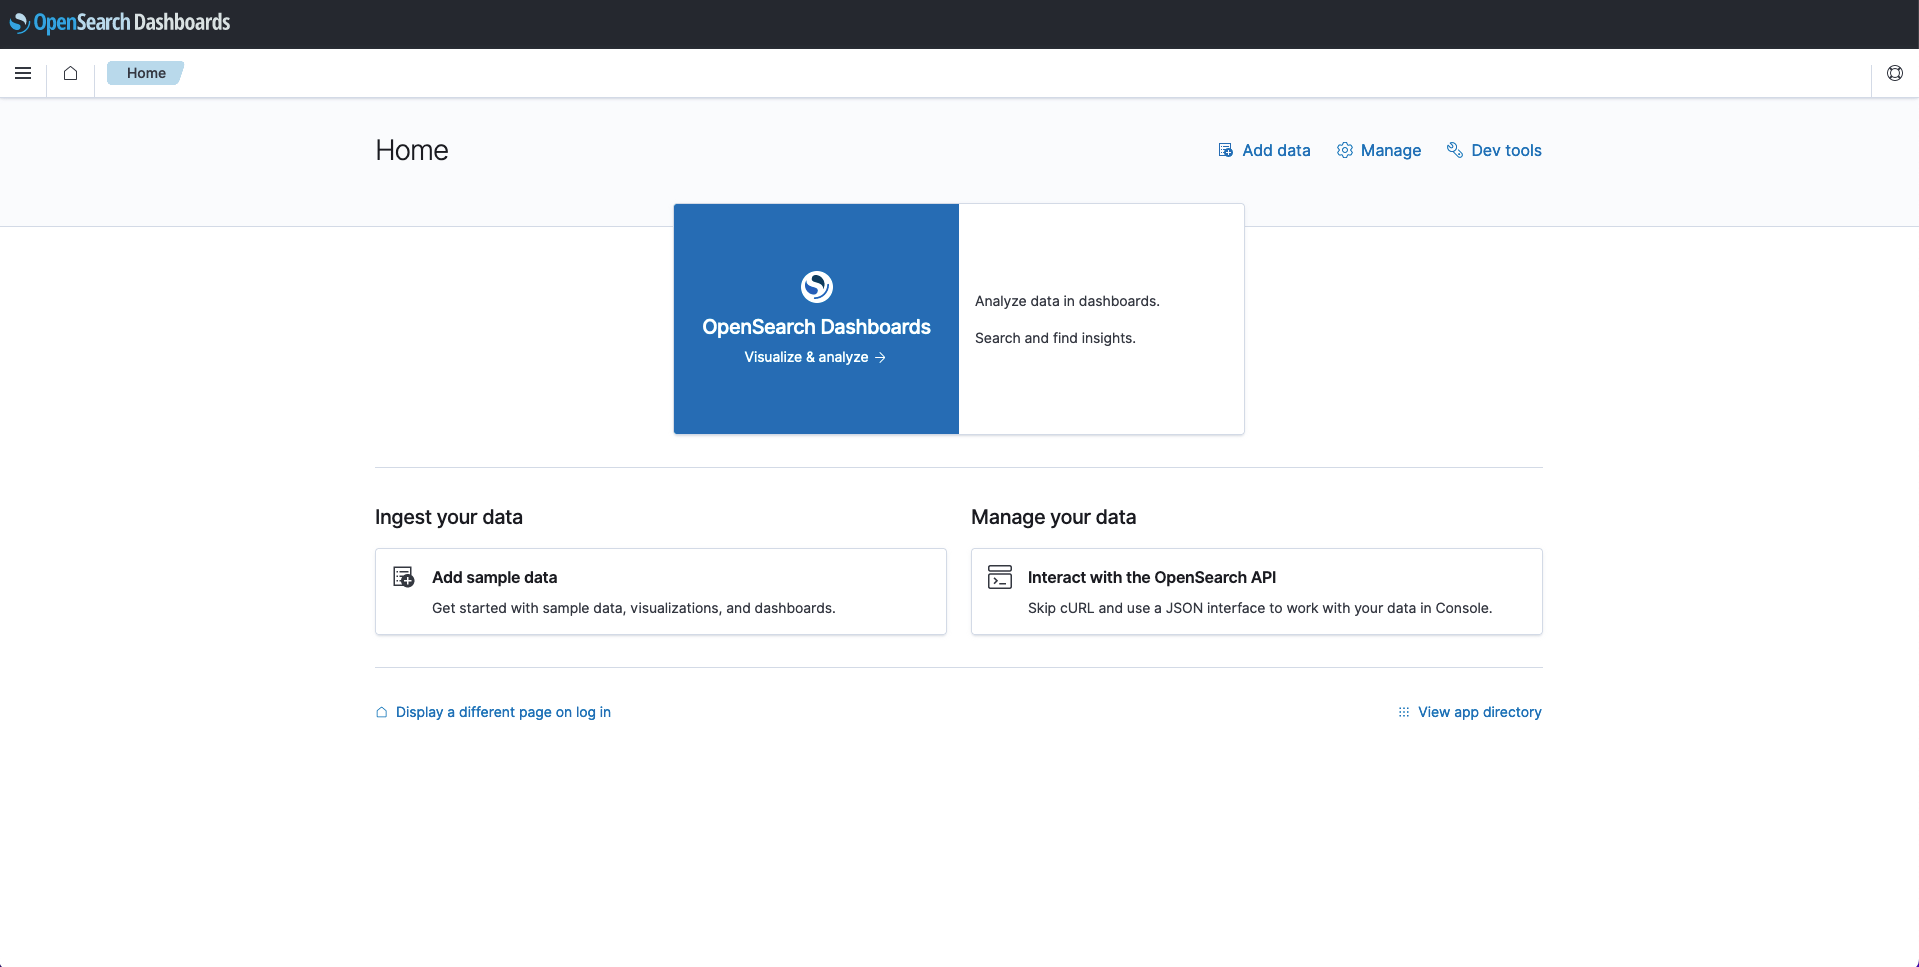 OpenSearch Dashboards
Home
Home
Add data
Manage
Dev tools
OpenSearch Dashboards
Visualize & analyze →
Analyze data in dashboards.
Search and find insights.
Ingest your data
Add sample data
Get started with sample data, visualizations, and dashboards.
Manage your data
Interact with the OpenSearch API
Skip cURL and use a JSON interface to work with your data in Console.
Display a different page on log in
View app directory